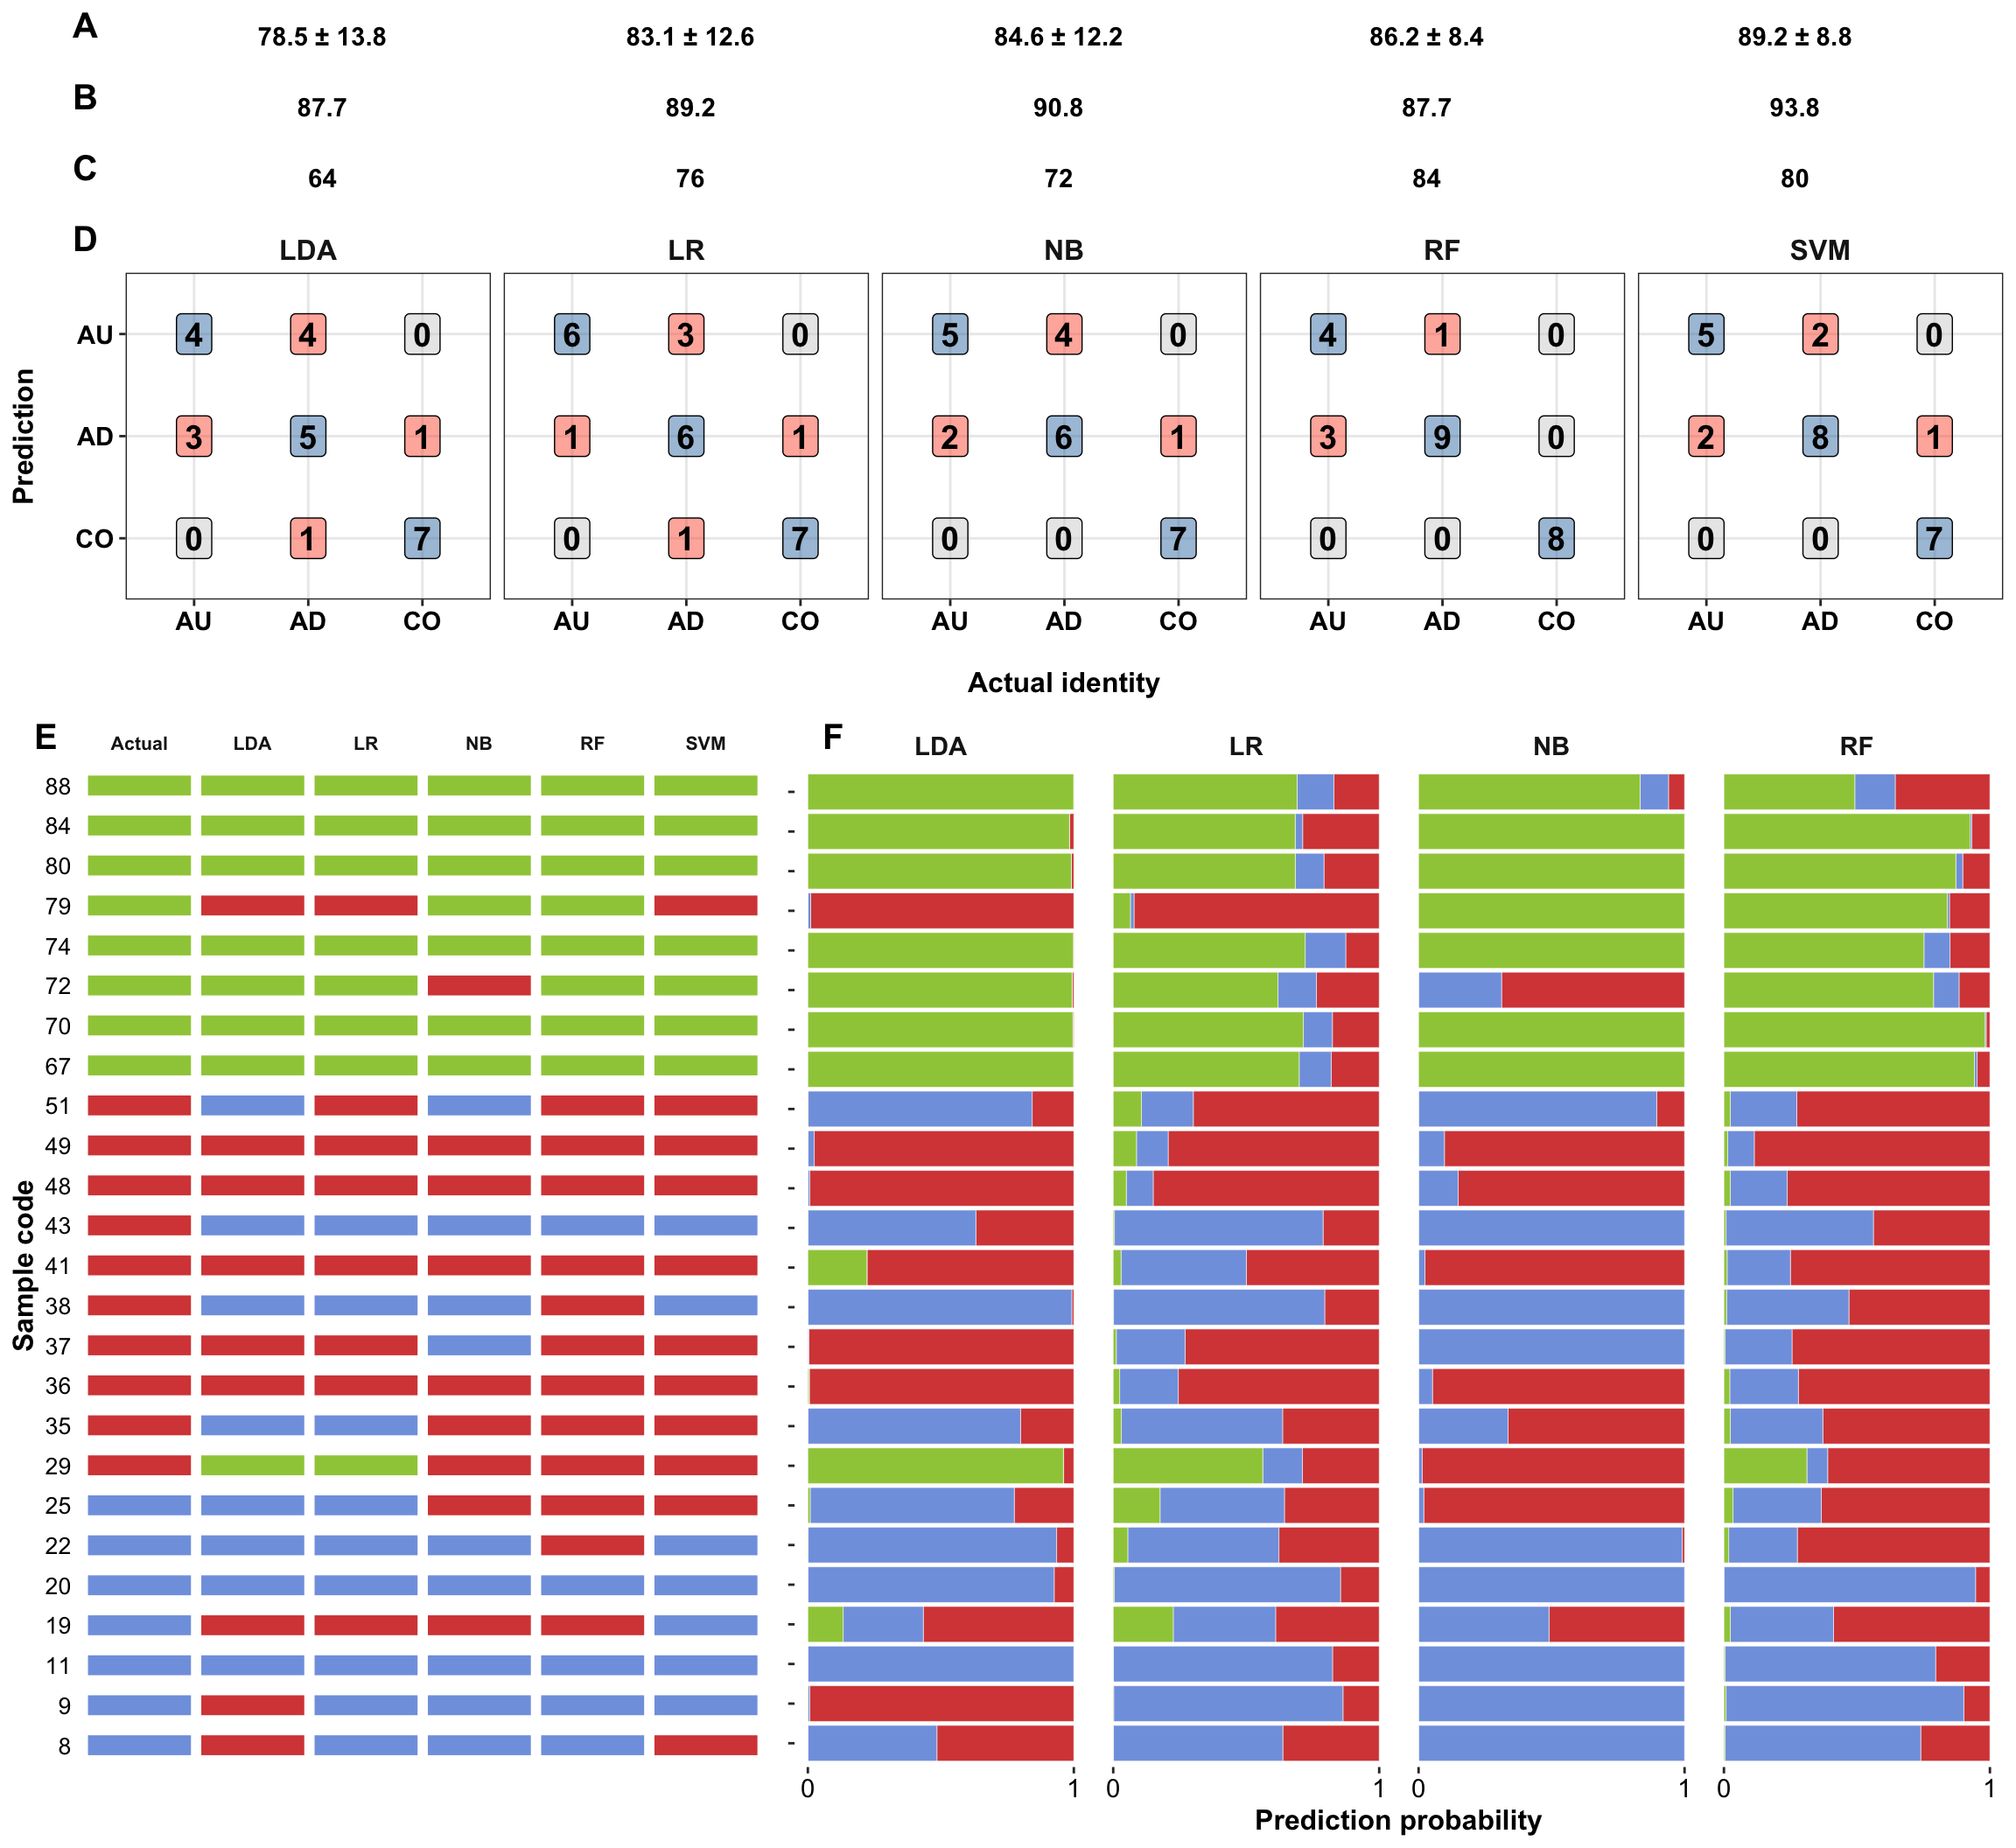 A 78.5 ± 13.8 83.1 ± 12.6 84.6 ± 12.2 86.2 ± 8.4 89.2 ± 8.8
B 87.7 89.2 90.8 87.7 93.8
C 64 76 72 84 80
D LDA LR NB RF SVM
AU 4 4 0 6 3 0 5 4 0 4 1 0 5 2 0
AD 3 5 1 1 6 1 2 6 1 3 9 0 2 8 1
CO 0 1 7 0 1 7 0 0 7 0 0 8 0 0 7
Prediction
AU AD CO AU AD CO AU AD CO AU AD CO AU AD CO
Actual identity
E Actual LDA LR NB RF SVM
F LDA LR NB RF
88
84
80
79
74
72
70
67
51
49
48
43
41
38
37
36
35
29
25
22
20
19
11
9
8
Sample code
0 1 0 1 0 1 0 1
Prediction probability